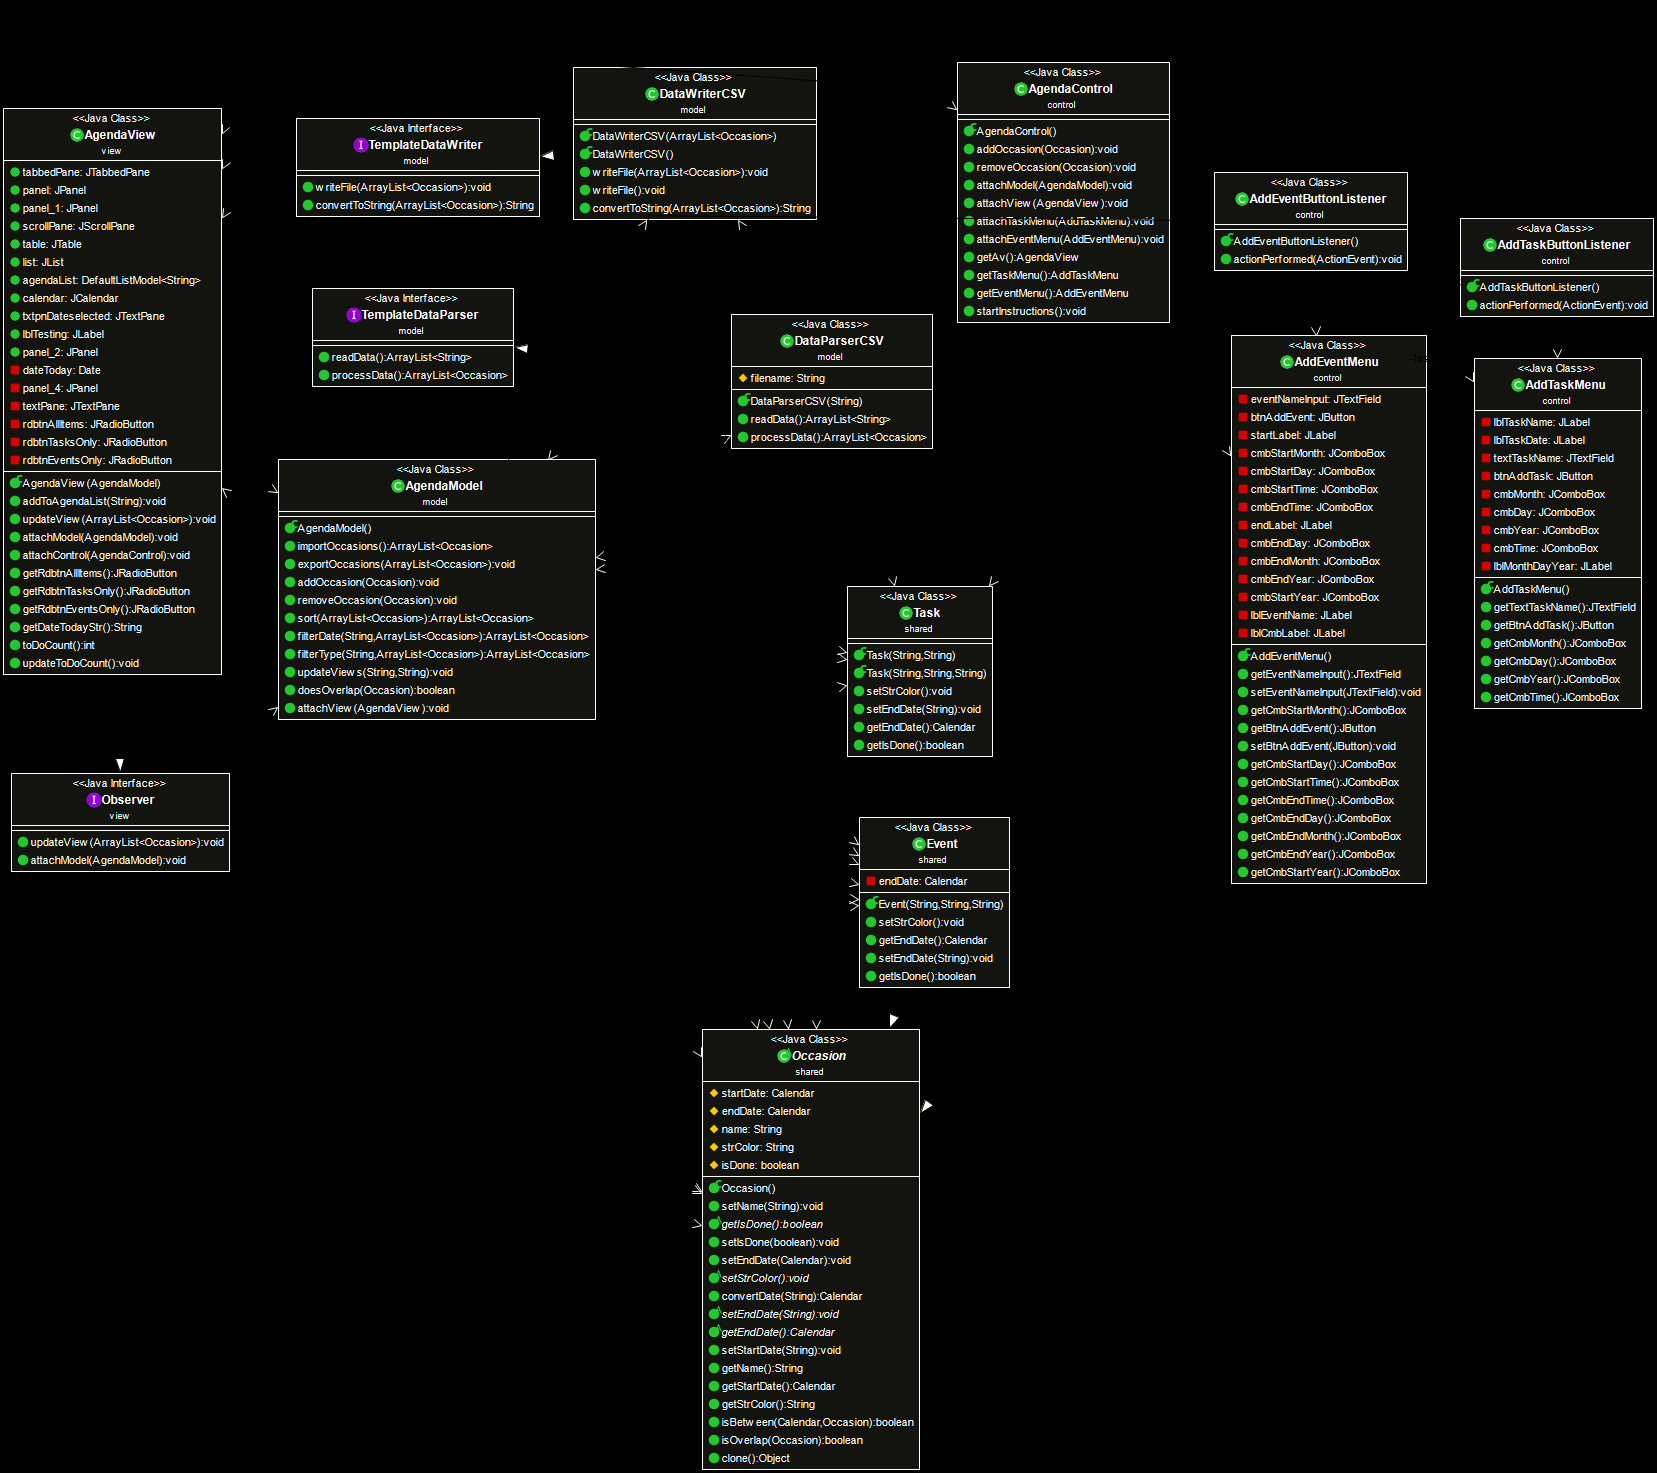 <<Java Class>>
AgendaView
view
tabbedPane: JTabbedPane
panel: JPanel
panel_1: JPanel
scrollPane: JScrollPane
table: JTable
list: JList
agendaList: DefaultListModel<String>
calendar: JCalendar
txtpnDateselected: JTextPane
lblTesting: JLabel
panel_2: JPanel
dateToday: Date
panel_4: JPanel
textPane: JTextPane
rdbtnAllItems: JRadioButton
rdbtnTasksOnly: JRadioButton
rdbtnEventsOnly: JRadioButton
AgendaView(AgendaModel)
addToAgendaList(String):void
updateView(ArrayList<Occasion>):void
attachModel(AgendaModel):void
attachControl(AgendaControl):void
getRdbtnAllItems():JRadioButton
getRdbtnTasksOnly():JRadioButton
getRdbtnEventsOnly():JRadioButton
getDateTodayStr():String
toDoCount():int
updateToDoCount():void
<<Java Interface>>
Observer
view
updateView(ArrayList<Occasion>):void
attachModel(AgendaModel):void
<<Java Interface>>
TemplateDataWriter
model
writeFile(ArrayList<Occasion>):void
convertToString(ArrayList<Occasion>):String
<<Java Interface>>
TemplateDataParser
model
readData():ArrayList<String>
processData():ArrayList<Occasion>
<<Java Class>>
AgendaModel
model
AgendaModel()
importOccasions():ArrayList<Occasion>
exportOccasions(ArrayList<Occasion>):void
addOccasion(Occasion):void
removeOccasion(Occasion):void
sort(ArrayList<Occasion>):ArrayList<Occasion>
filterDate(String,ArrayList<Occasion>):ArrayList<Occasion>
filterType(String,ArrayList<Occasion>):ArrayList<Occasion>
updateViews(String,String):void
doesOverlap(Occasion):boolean
attachView(AgendaView):void
<<Java Class>>
DataWriterCSV
model
DataWriterCSV(ArrayList<Occasion>)
DataWriterCSV()
writeFile(ArrayList<Occasion>):void
writeFile():void
convertToString(ArrayList<Occasion>):String
<<Java Class>>
DataParserCSV
model
filename: String
DataParserCSV(String)
readData():ArrayList<String>
processData():ArrayList<Occasion>
<<Java Class>>
AgendaControl
control
AgendaControl()
addOccasion(Occasion):void
removeOccasion(Occasion):void
attachModel(AgendaModel):void
attachView(AgendaView):void
attachTaskMenu(AddTaskMenu):void
attachEventMenu(AddEventMenu):void
getAv():AgendaView
getTaskMenu():AddTaskMenu
getEventMenu():AddEventMenu
startInstructions():void
<<Java Class>>
Task
shared
Task(String,String)
Task(String,String,String)
setStrColor():void
setEndDate(String):void
getEndDate():Calendar
getIsDone():boolean
<<Java Class>>
Event
shared
endDate: Calendar
Event(String,String,String)
setStrColor():void
getEndDate():Calendar
setEndDate(String):void
getIsDone():boolean
<<Java Class>>
Occasion
shared
startDate: Calendar
endDate: Calendar
name: String
strColor: String
isDone: boolean
Occasion()
setName(String):void
getIsDone():boolean
setIsDone(boolean):void
setEndDate(Calendar):void
setStrColor():void
convertDate(String):Calendar
setEndDate(String):void
getEndDate():Calendar
setStartDate(String):void
getName():String
getStartDate():Calendar
getStrColor():String
isBetween(Calendar,Occasion):boolean
isOverlap(Occasion):boolean
clone():Object
<<Java Class>>
AddEventButtonListener
control
AddEventButtonListener()
actionPerformed(ActionEvent):void
<<Java Class>>
AddEventMenu
control
eventNameInput: JTextField
btnAddEvent: JButton
startLabel: JLabel
cmbStartMonth: JComboBox
cmbStartDay: JComboBox
cmbStartTime: JComboBox
cmbEndTime: JComboBox
endLabel: JLabel
cmbEndDay: JComboBox
cmbEndMonth: JComboBox
cmbEndYear: JComboBox
cmbStartYear: JComboBox
lblEventName: JLabel
lblCmbLabel: JLabel
AddEventMenu()
getEventNameInput():JTextField
setEventNameInput(JTextField):void
getCmbStartMonth():JComboBox
getBtnAddEvent():JButton
setBtnAddEvent(JButton):void
getCmbStartDay():JComboBox
getCmbStartTime():JComboBox
getCmbEndTime():JComboBox
getCmbEndDay():JComboBox
getCmbEndMonth():JComboBox
getCmbEndYear():JComboBox
getCmbStartYear():JComboBox
<<Java Class>>
AddTaskButtonListener
control
AddTaskButtonListener()
actionPerformed(ActionEvent):void
<<Java Class>>
AddTaskMenu
control
lblTaskName: JLabel
lblTaskDate: JLabel
textTaskName: JTextField
btnAddTask: JButton
cmbMonth: JComboBox
cmbDay: JComboBox
cmbYear: JComboBox
cmbTime: JComboBox
lblMonthDayYear: JLabel
AddTaskMenu()
getTextTaskName():JTextField
getBtnAddTask():JButton
getCmbMonth():JComboBox
getCmbDay():JComboBox
getCmbYear():JComboBox
getCmbTime():JComboBox